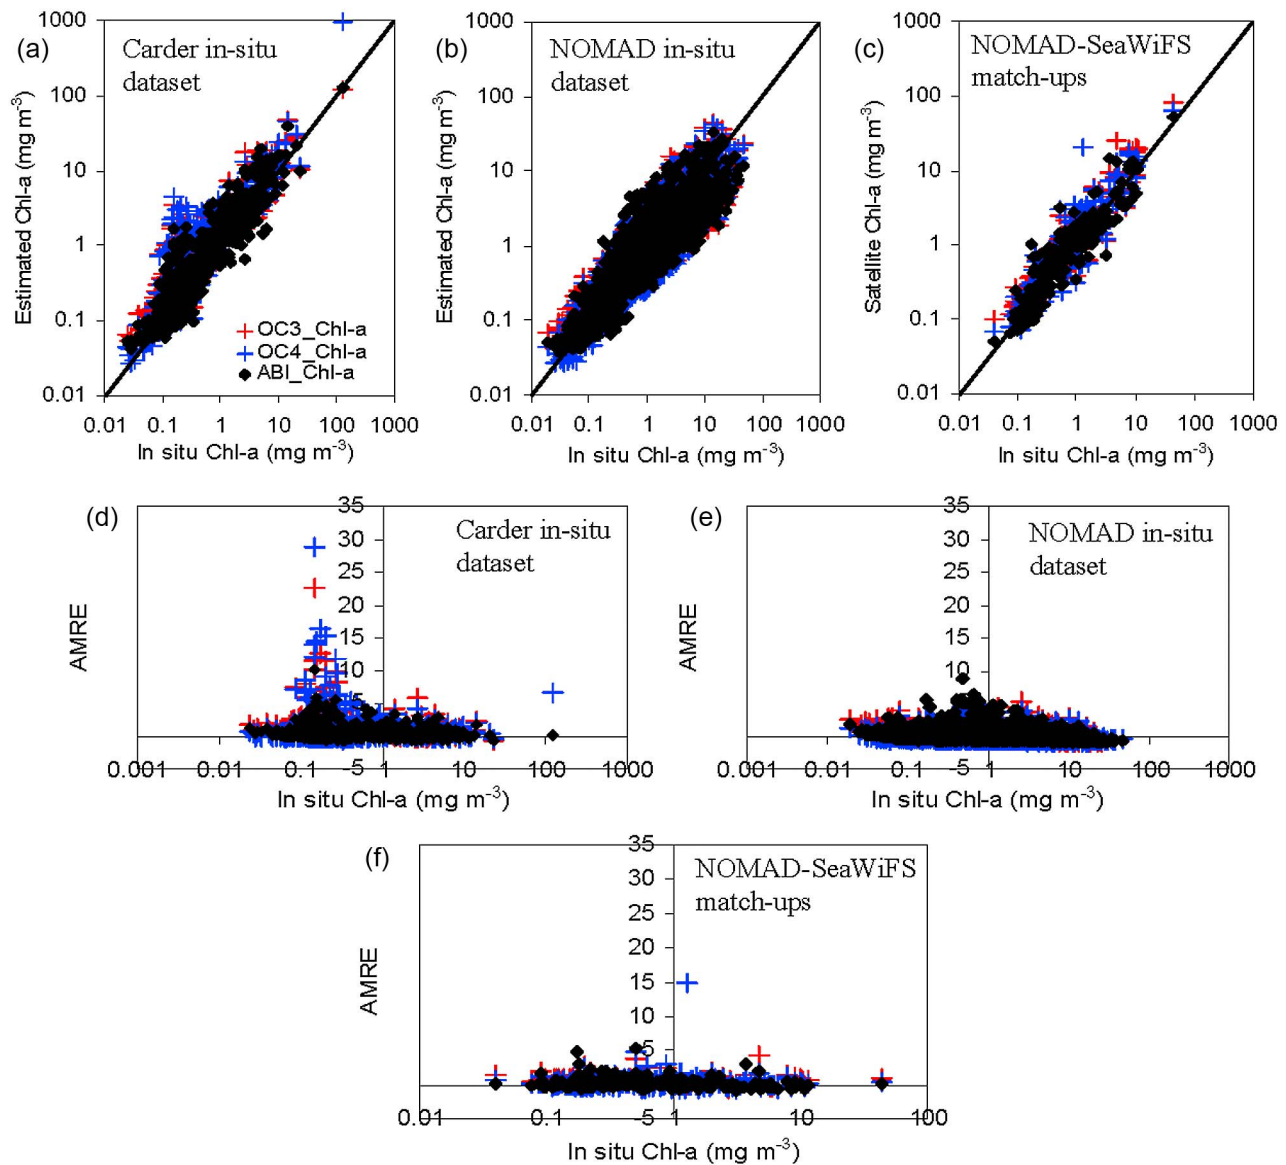 (a)
Carder in-situ
dataset
1000
100
10
1
0.1
0.01
Estimated Chl-a (mg m⁻³)
OC3_Chl-a
OC4_Chl-a
ABI_Chl-a
0.01 0.1 1 10 100 1000
In situ Chl-a (mg m⁻³)
(b)
NOMAD in-situ
dataset
1000
100
10
1
0.1
0.01
Estimated Chl-a (mg m⁻³)
0.01 0.1 1 10 100 1000
In situ Chl-a (mg m⁻³)
(c)
NOMAD-SeaWiFS
match-ups
1000
100
10
1
0.1
0.01
Satellite Chl-a (mg m⁻³)
0.01 0.1 1 10 100 1000
In situ Chl-a (mg m⁻³)
(d)
Carder in-situ
dataset
35
30
25
20
15
10
5
-5
AMRE
0.001 0.01 0.1 1 10 100 1000
In situ Chl-a (mg m⁻³)
(e)
NOMAD in-situ
dataset
35
30
25
20
15
10
5
-5
AMRE
0.001 0.01 0.1 1 10 100 1000
In situ Chl-a (mg m⁻³)
(f)
NOMAD-SeaWiFS
match-ups
35
30
25
20
15
10
5
-5
AMRE
0.01 0.1 1 10 100
In situ Chl-a (mg m⁻³)